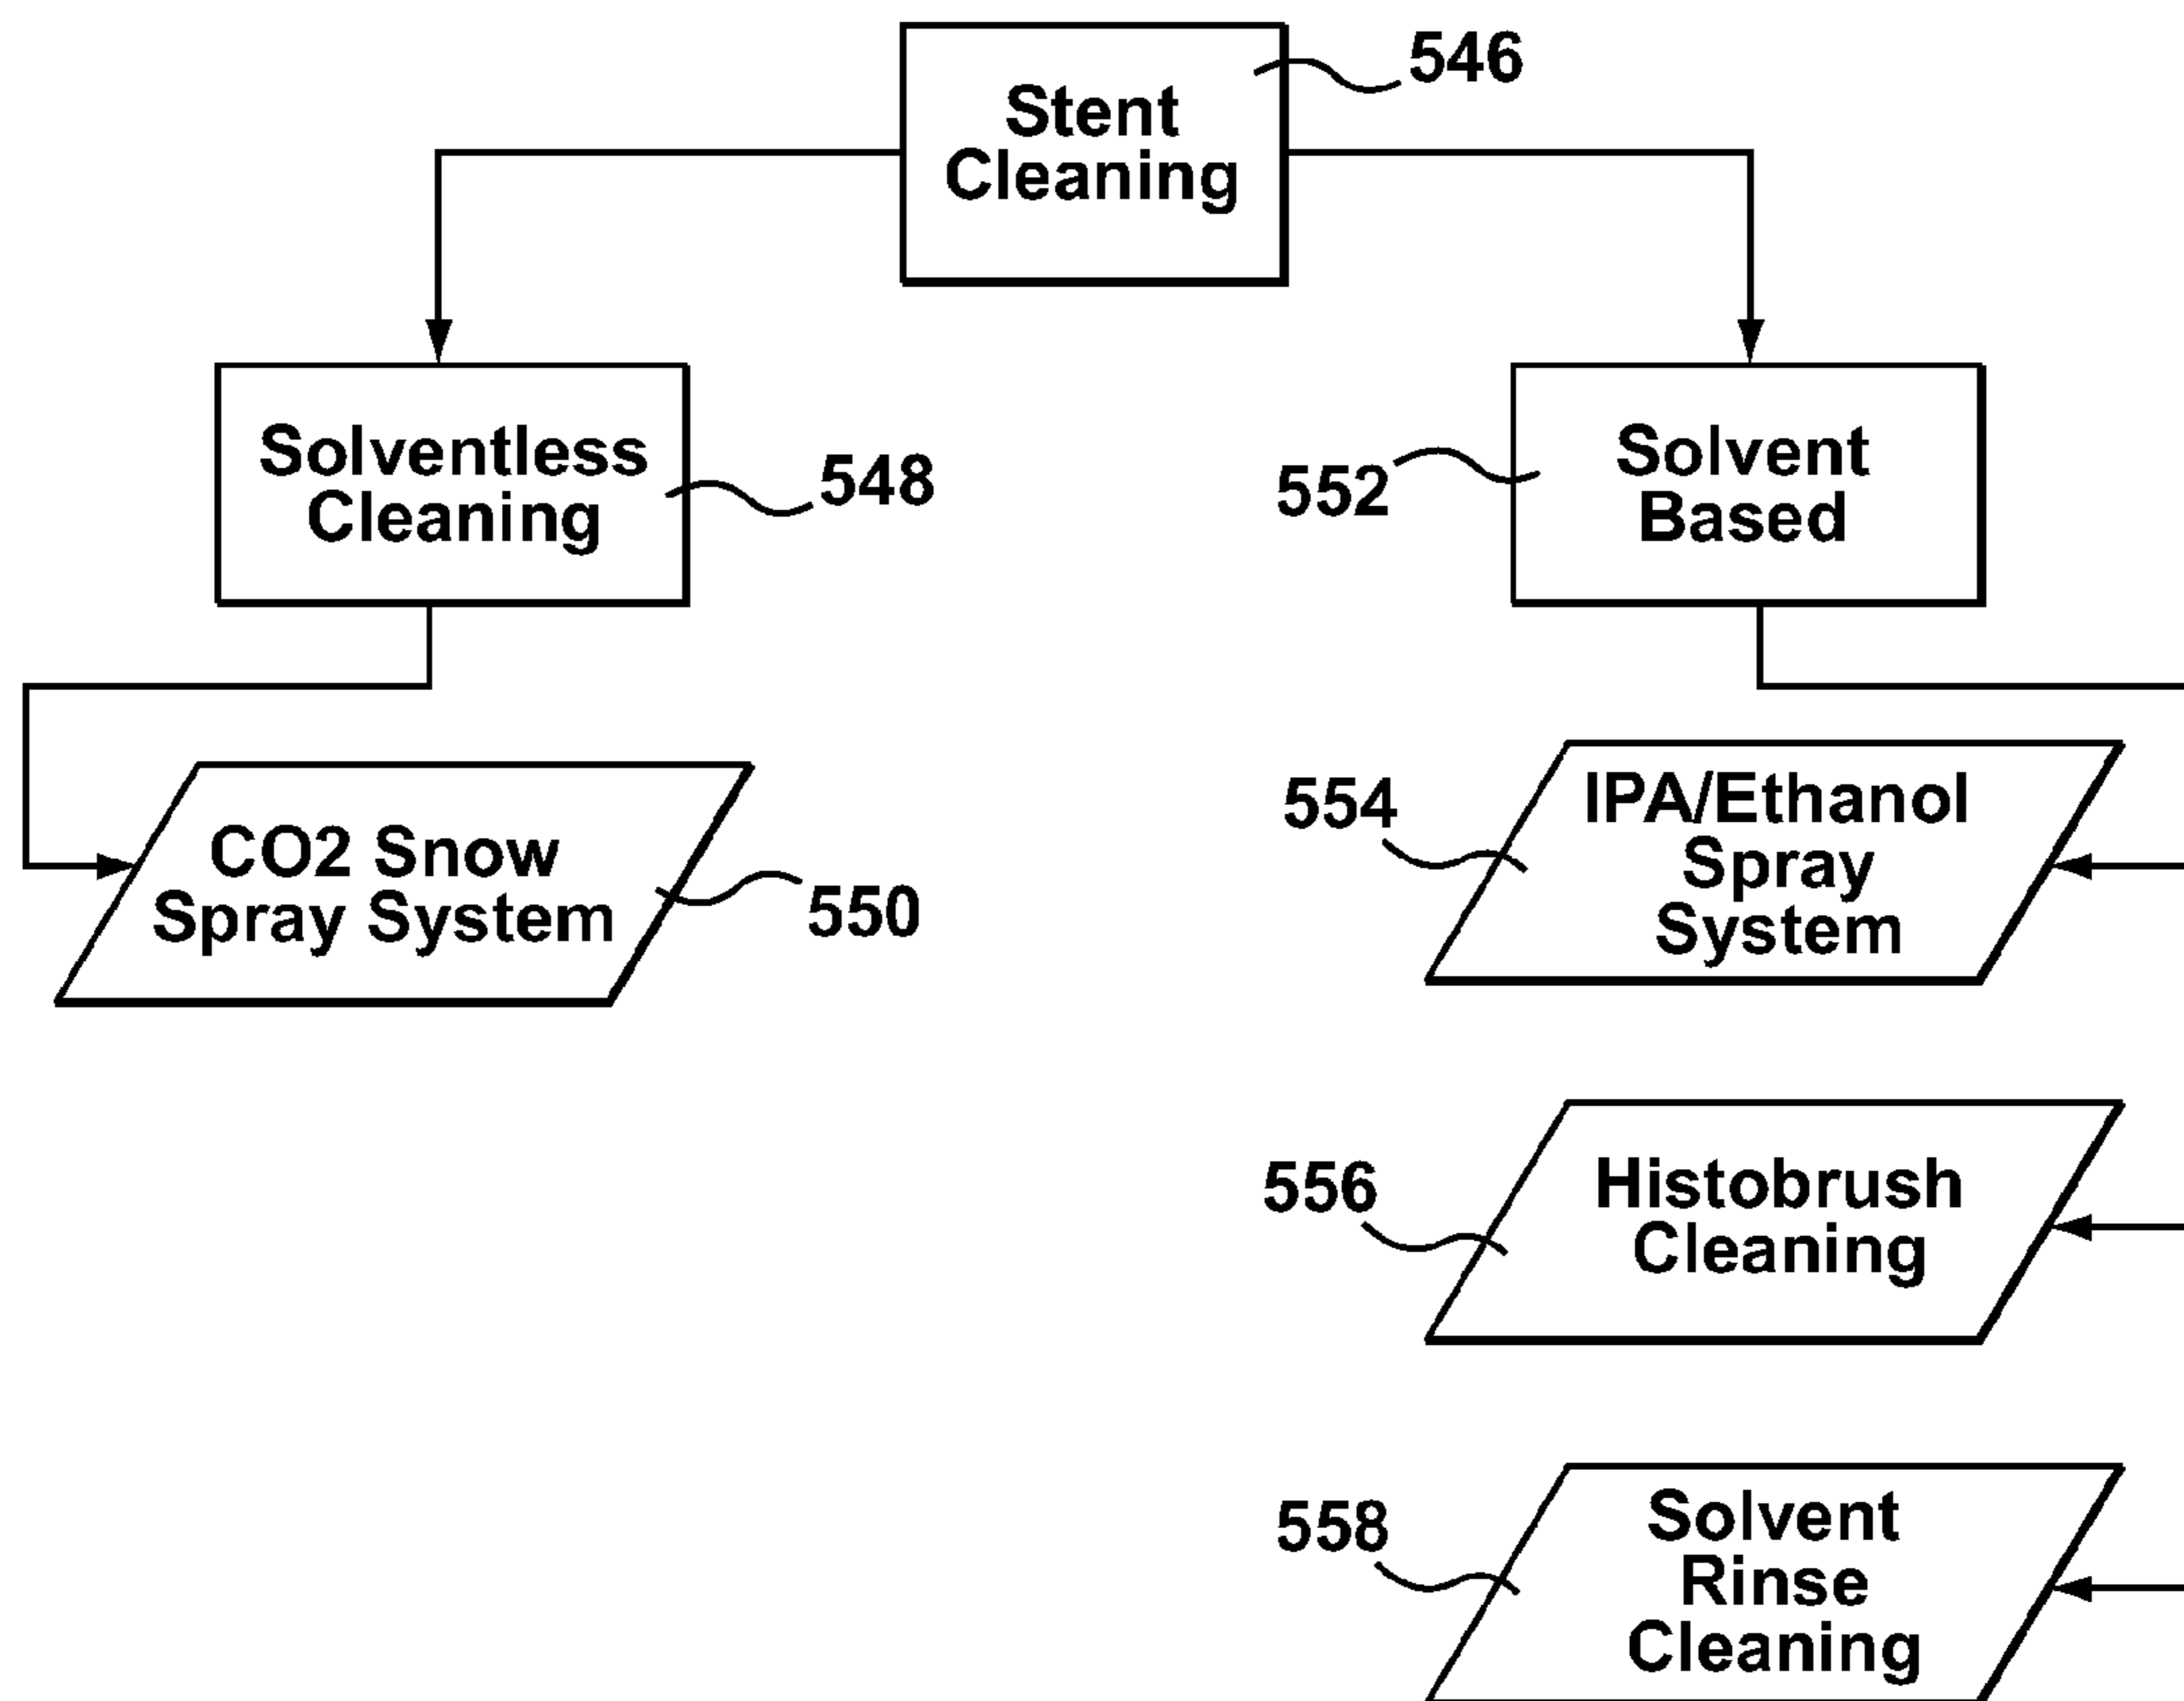 546
Stent
Cleaning
Solventless
Cleaning
548
552
Solvent
Based
CO2 Snow
Spray System
550
554
IPA/Ethanol
Spray
System
556
Histobrush
Cleaning
558
Solvent
Rinse
Cleaning